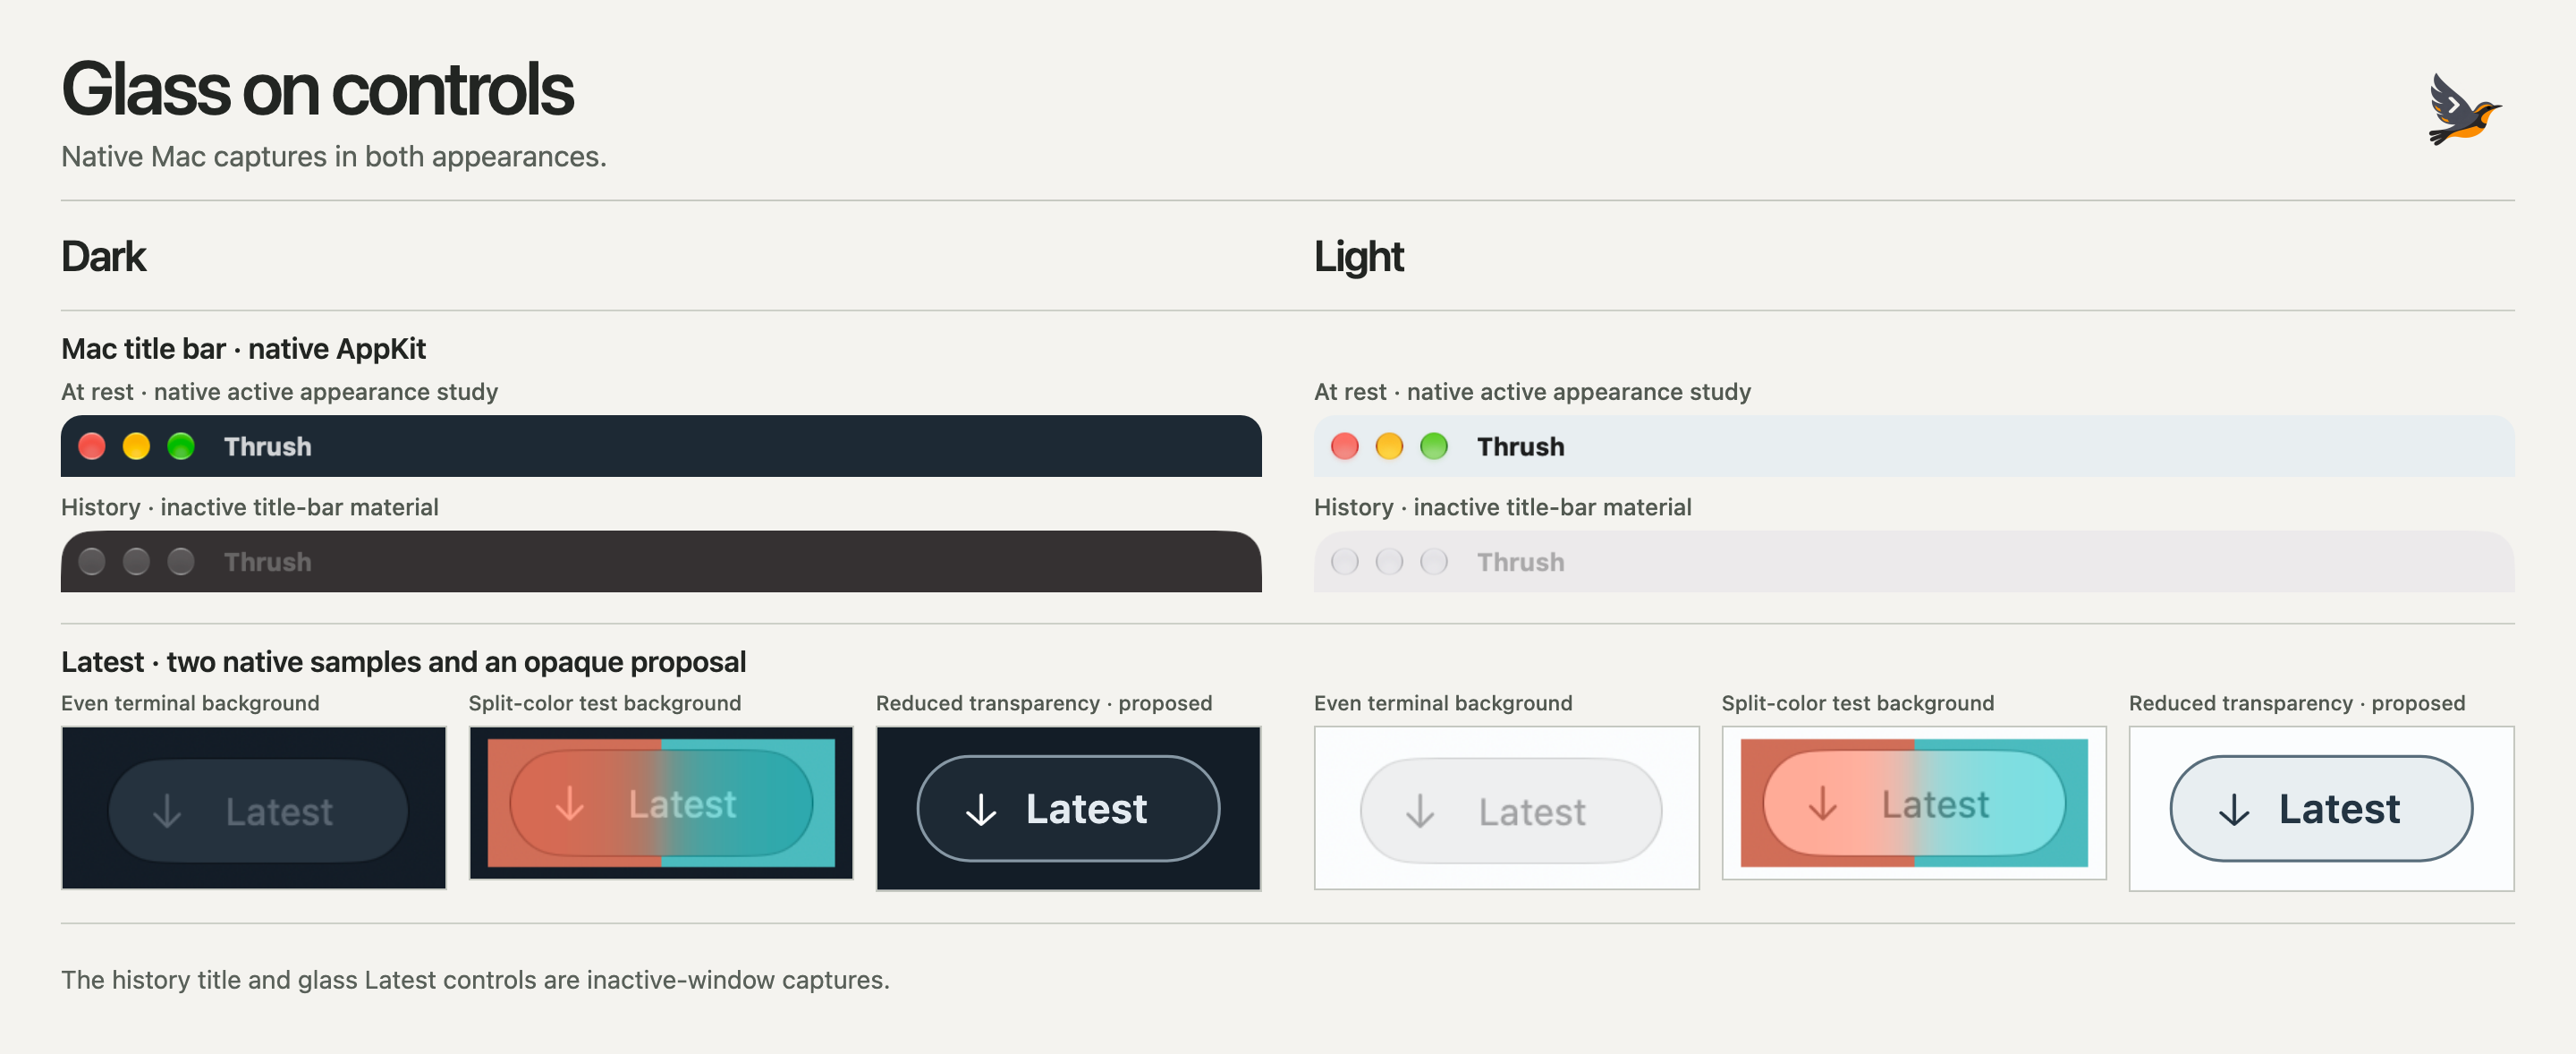 Glass on controls
Native Mac captures in both appearances.
Dark
Light
Mac title bar · native AppKit
At rest · native active appearance study
At rest · native active appearance study
Thrush
Thrush
History · inactive title-bar material
History · inactive title-bar material
Thrush
Thrush
Latest · two native samples and an opaque proposal
Even terminal background
Split-color test background
Reduced transparency · proposed
Even terminal background
Split-color test background
Reduced transparency · proposed
↓ Latest
↓ Latest
↓ Latest
↓ Latest
↓ Latest
↓ Latest
The history title and glass Latest controls are inactive-window captures.